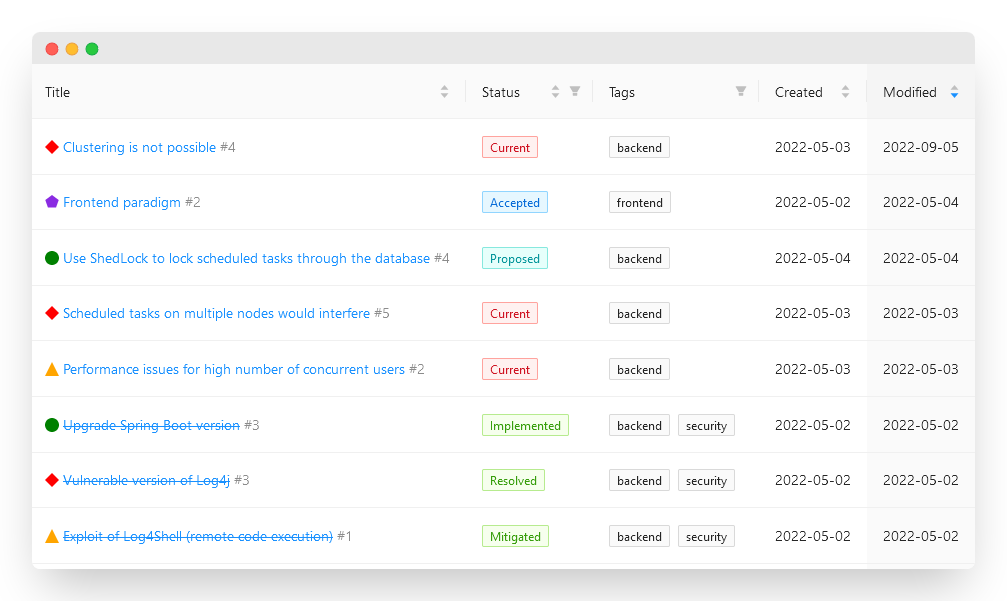 Title Status Tags Created Modified
Clustering is not possible #4 Current backend 2022-05-03 2022-09-05
Frontend paradigm #2 Accepted frontend 2022-05-02 2022-05-04
Use ShedLock to lock scheduled tasks through the database #4 Proposed backend 2022-05-04 2022-05-04
Scheduled tasks on multiple nodes would interfere #5 Current backend 2022-05-03 2022-05-03
Performance issues for high number of concurrent users #2 Current backend 2022-05-03 2022-05-03
Upgrade Spring Boot version #3 Implemented backend security 2022-05-02 2022-05-02
Vulnerable version of Log4j #3 Resolved backend security 2022-05-02 2022-05-02
Exploit of Log4Shell (remote code execution) #1 Mitigated backend security 2022-05-02 2022-05-02